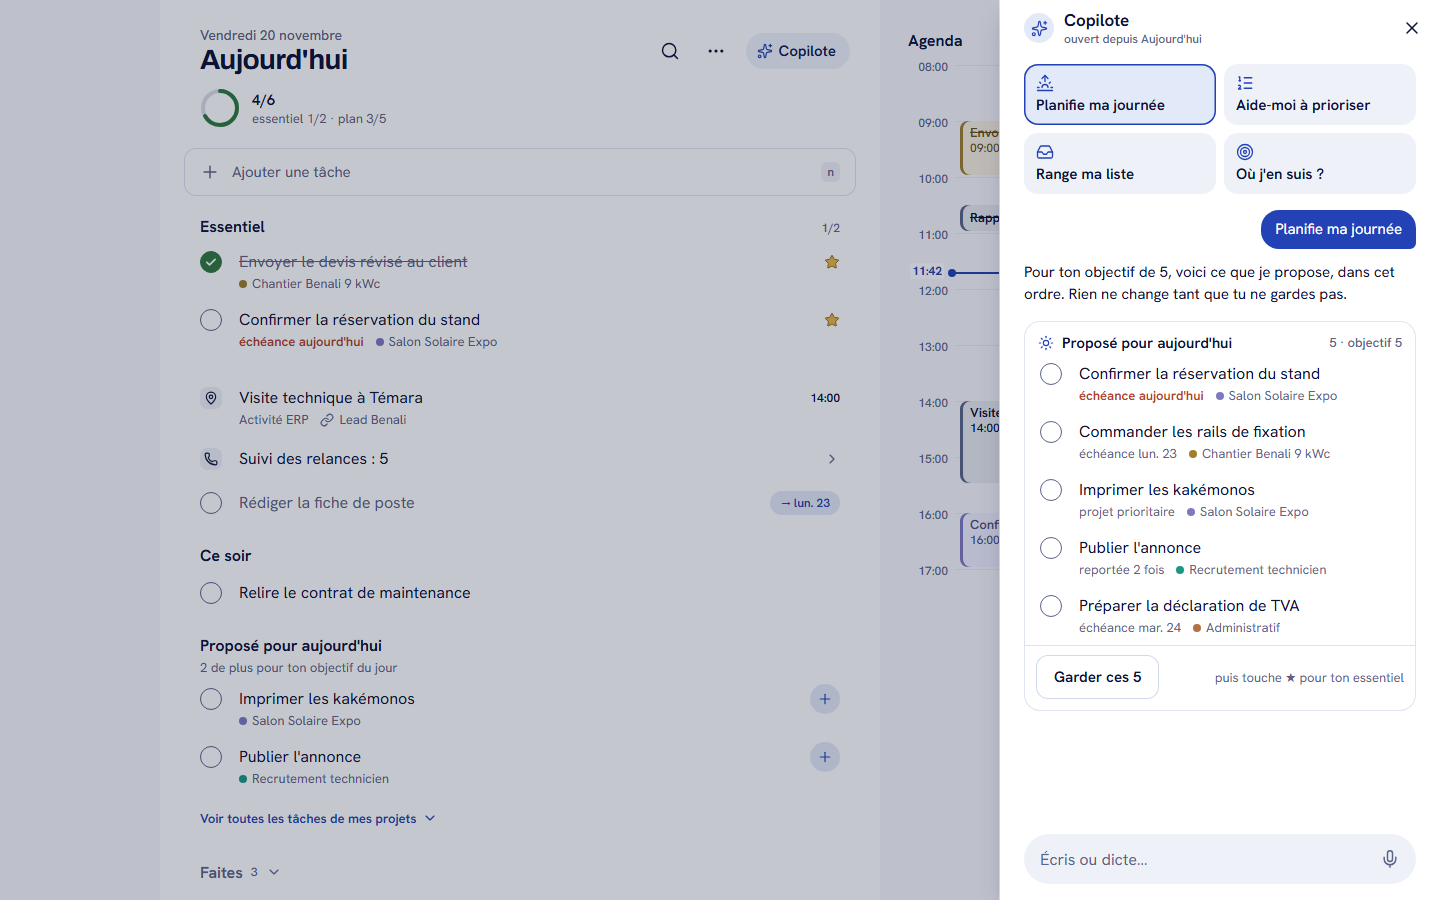 Vendredi 20 novembre
Aujourd'hui
Copilote
4/6
essentiel 1/2 · plan 3/5
Ajouter une tâche
n
Essentiel
1/2
Envoyer le devis révisé au client
Chantier Benali 9 kWc
Confirmer la réservation du stand
échéance aujourd'hui
Salon Solaire Expo
Visite technique à Témara
14:00
Activité ERP
Lead Benali
Suivi des relances : 5
Rédiger la fiche de poste
→ lun. 23
Ce soir
Relire le contrat de maintenance
Proposé pour aujourd'hui
2 de plus pour ton objectif du jour
Imprimer les kakémonos
Salon Solaire Expo
Publier l'annonce
Recrutement technicien
Voir toutes les tâches de mes projets
Faites 3
Agenda
08:00
09:00
Envo
09:00
10:00
Rapp
11:00
11:42
12:00
13:00
14:00
Visite
14:00
15:00
16:00
Conf
16:00
17:00
Copilote
ouvert depuis Aujourd'hui
Planifie ma journée
Aide-moi à prioriser
Range ma liste
Où j'en suis ?
Planifie ma journée
Pour ton objectif de 5, voici ce que je propose, dans cet
ordre. Rien ne change tant que tu ne gardes pas.
Proposé pour aujourd'hui
5 · objectif 5
Confirmer la réservation du stand
échéance aujourd'hui
Salon Solaire Expo
Commander les rails de fixation
échéance lun. 23
Chantier Benali 9 kWc
Imprimer les kakémonos
projet prioritaire
Salon Solaire Expo
Publier l'annonce
reportée 2 fois
Recrutement technicien
Préparer la déclaration de TVA
échéance mar. 24
Administratif
Garder ces 5
puis touche ★ pour ton essentiel
Écris ou dicte...